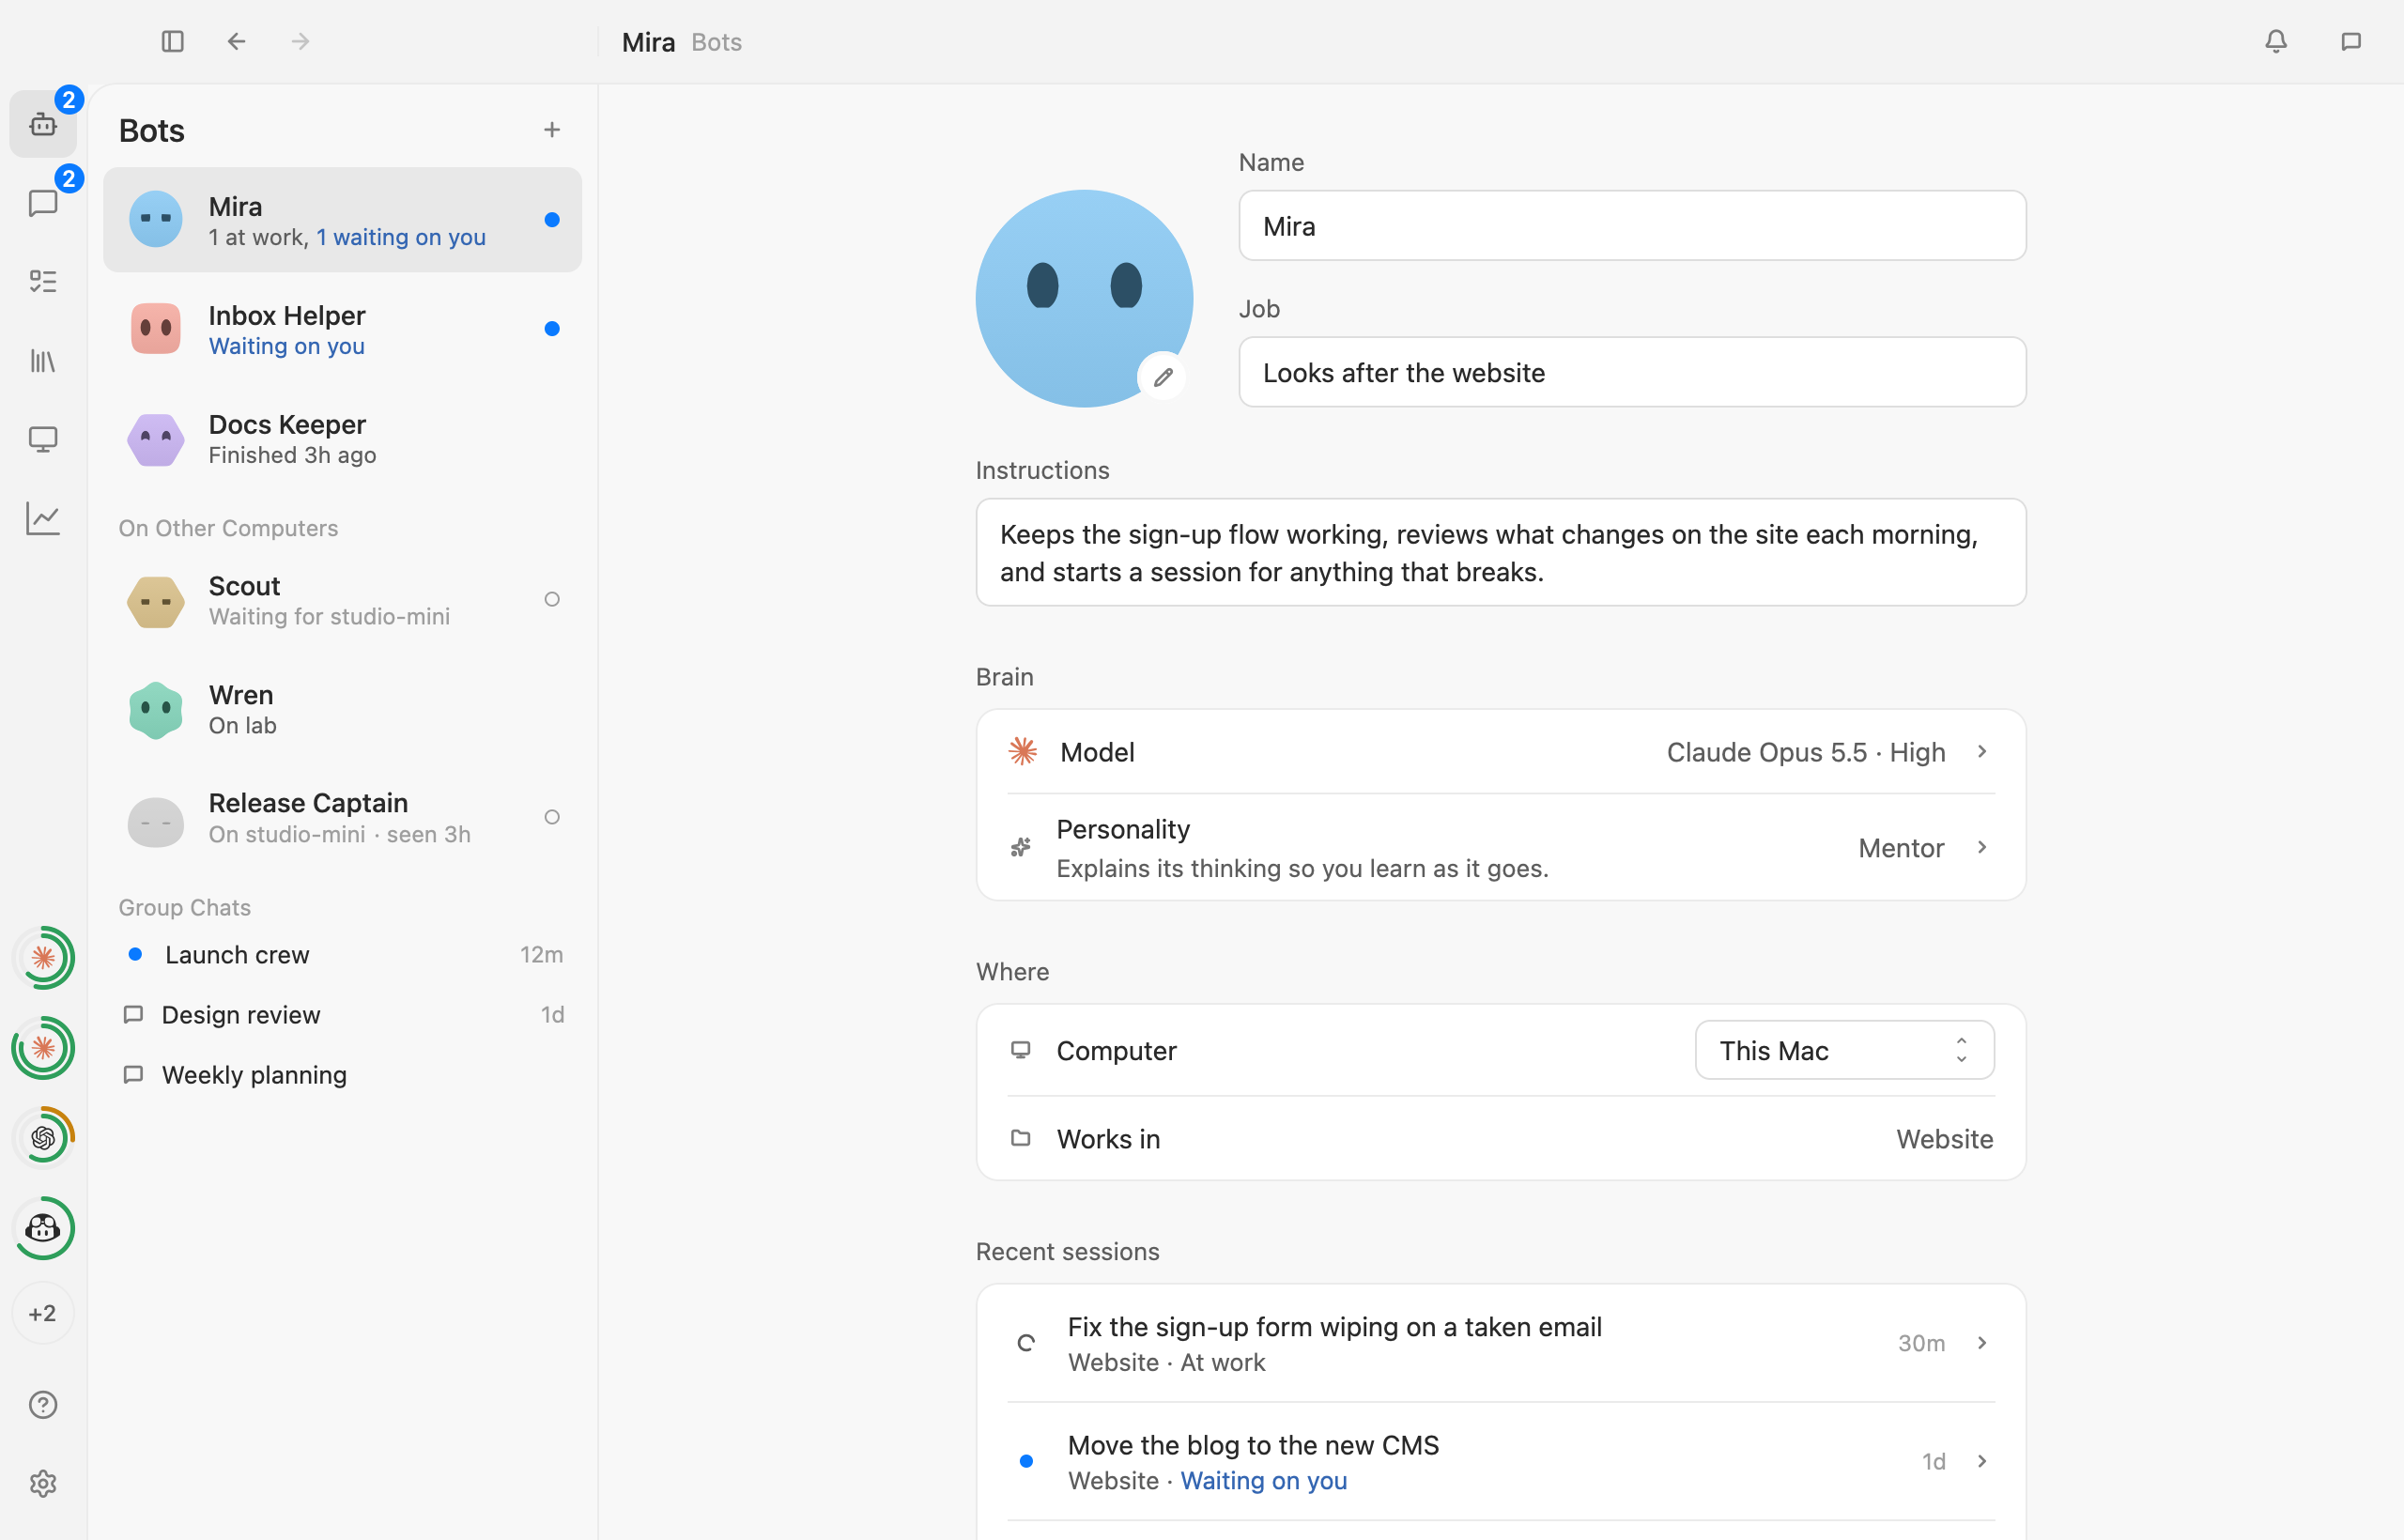 Mira Bots
2
2
Bots
Mira
1 at work, 1 waiting on you
Inbox Helper
Waiting on you
Docs Keeper
Finished 3h ago
On Other Computers
Scout
Waiting for studio-mini
Wren
On lab
Release Captain
On studio-mini · seen 3h
Group Chats
Launch crew 12m
Design review 1d
Weekly planning
+2
Name
Mira
Job
Looks after the website
Instructions
Keeps the sign-up flow working, reviews what changes on the site each morning,
and starts a session for anything that breaks.
Brain
Model Claude Opus 5.5 · High
Personality
Explains its thinking so you learn as it goes.
Mentor
Where
Computer This Mac
Works in Website
Recent sessions
Fix the sign-up form wiping on a taken email
Website · At work
30m
Move the blog to the new CMS
Website · Waiting on you
1d